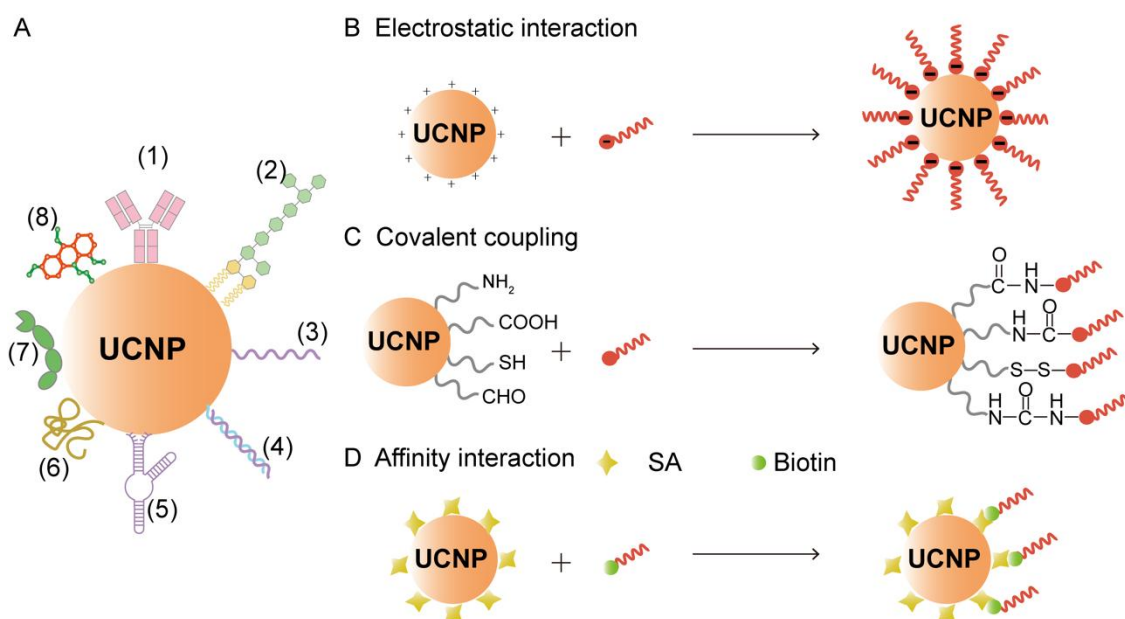 A
(1)
(2)
(8)
(3)
(7)
UCNP
(6)
(4)
(5)
B Electrostatic interaction
+ + + + + + + + + + + +
UCNP
+
-
UCNP
- - - - - - - - - - - -
C Covalent coupling
NH₂
COOH
SH
CHO
UCNP
+
UCNP
O
C N
H
H O
N C
S S
H O H
N C N
D Affinity interaction
SA
Biotin
UCNP
+
UCNP